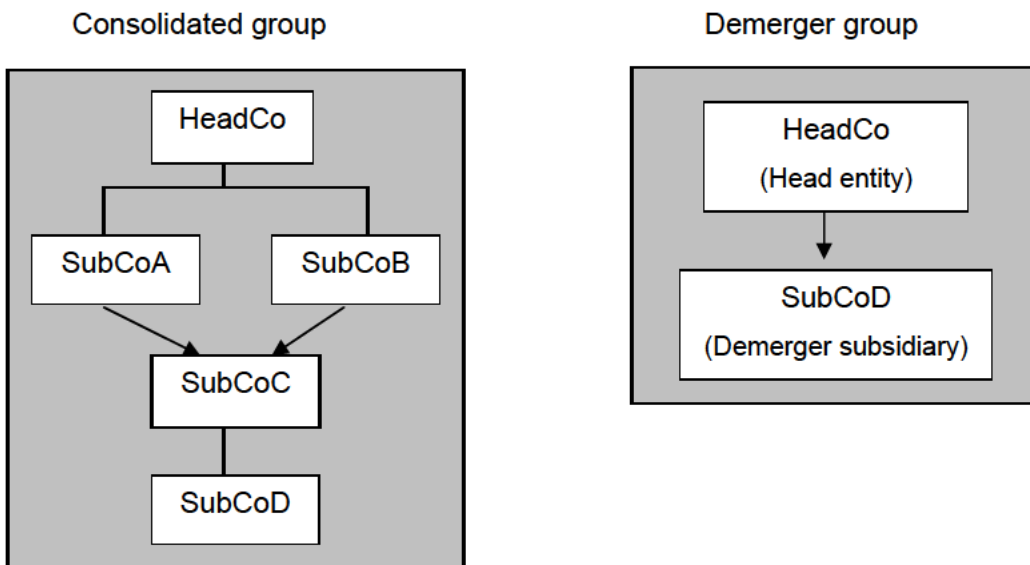 Consolidated group
HeadCo
SubCoA
SubCoB
SubCoC
SubCoD
Demerger group
HeadCo
(Head entity)
SubCoD
(Demerger subsidiary)